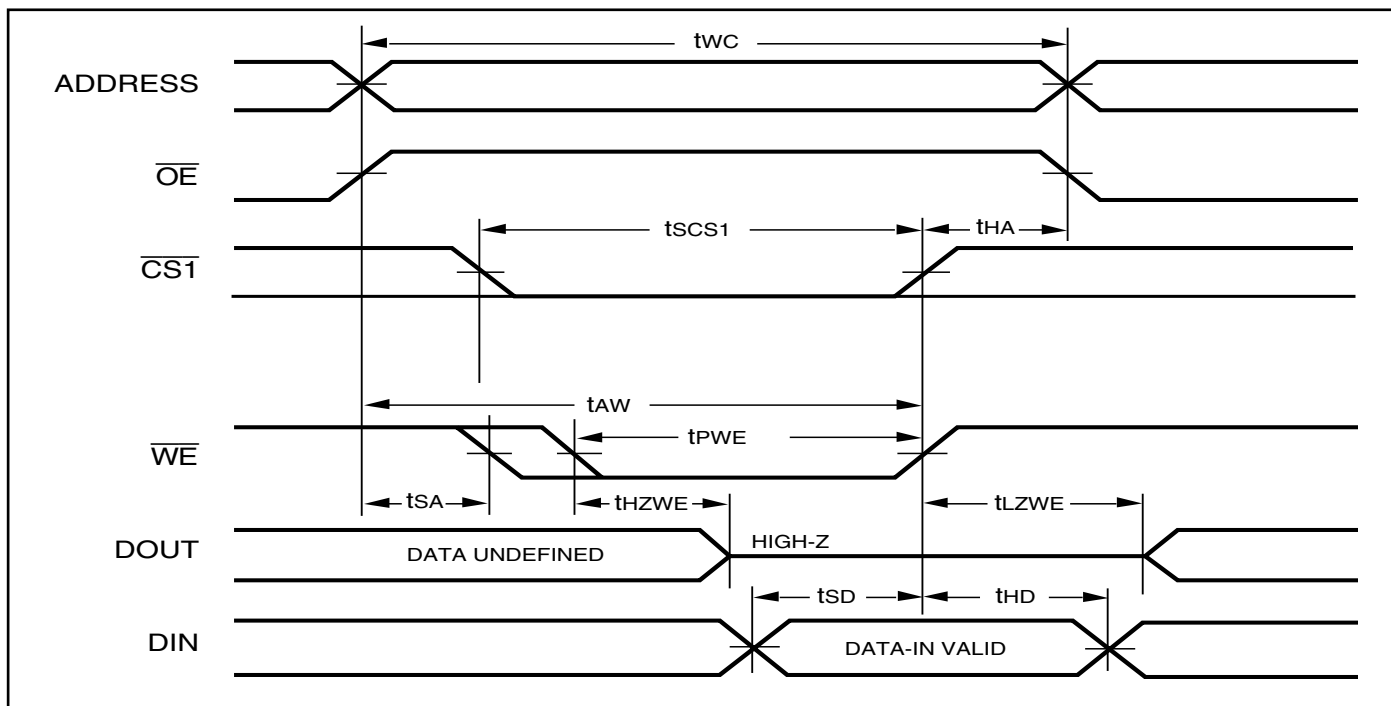 tWC
ADDRESS
OE
tSCS1
tHA
CS1
tAW
tPWE
WE
tSA
tHZWE
tLZWE
DOUT
DATA UNDEFINED
HIGH-Z
tSD
tHD
DIN
DATA-IN VALID